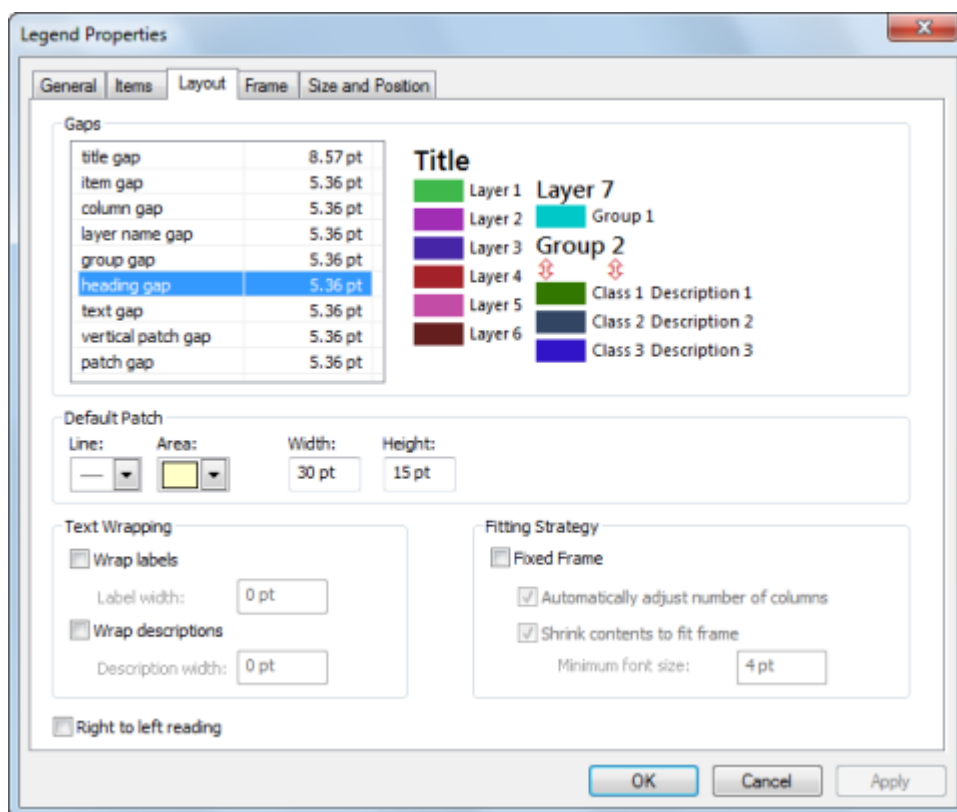 Legend Properties
General Items Layout Frame Size and Position
Gaps
title gap 8.57 pt
item gap 5.36 pt
column gap 5.36 pt
layer name gap 5.36 pt
group gap 5.36 pt
heading gap 5.36 pt
text gap 5.36 pt
vertical patch gap 5.36 pt
patch gap 5.36 pt
Title
Layer 1
Layer 2
Layer 3
Layer 4
Layer 5
Layer 6
Layer 7
Group 1
Group 2
Class 1 Description 1
Class 2 Description 2
Class 3 Description 3
Default Patch
Line: Area: Width: Height:
30 pt 15 pt
Text Wrapping
Wrap labels
Label width: 0 pt
Wrap descriptions
Description width: 0 pt
Fitting Strategy
Fixed Frame
Automatically adjust number of columns
Shrink contents to fit frame
Minimum font size: 4 pt
Right to left reading
OK Cancel Apply